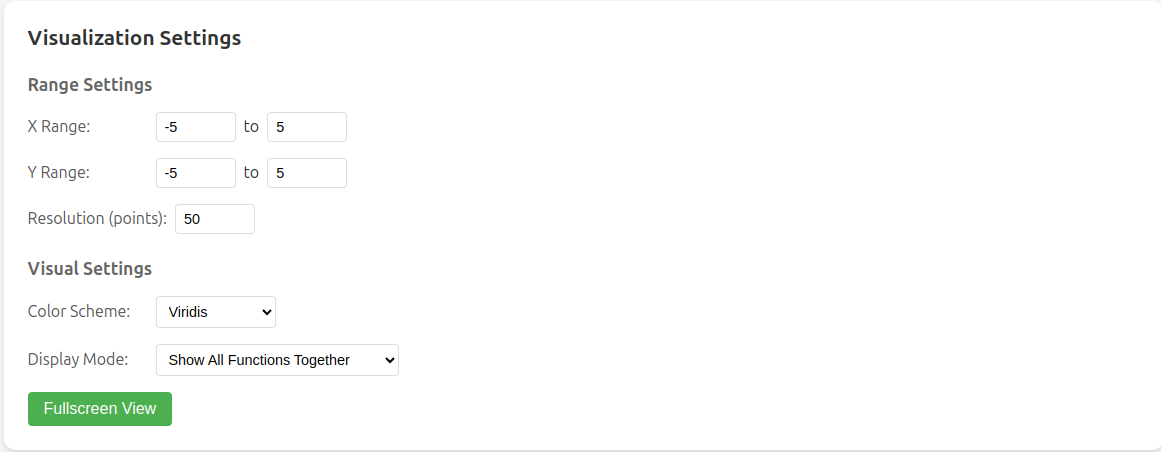 Visualization Settings
Range Settings
X Range: -5 to 5
Y Range: -5 to 5
Resolution (points): 50
Visual Settings
Color Scheme: Viridis
Display Mode: Show All Functions Together
Fullscreen View